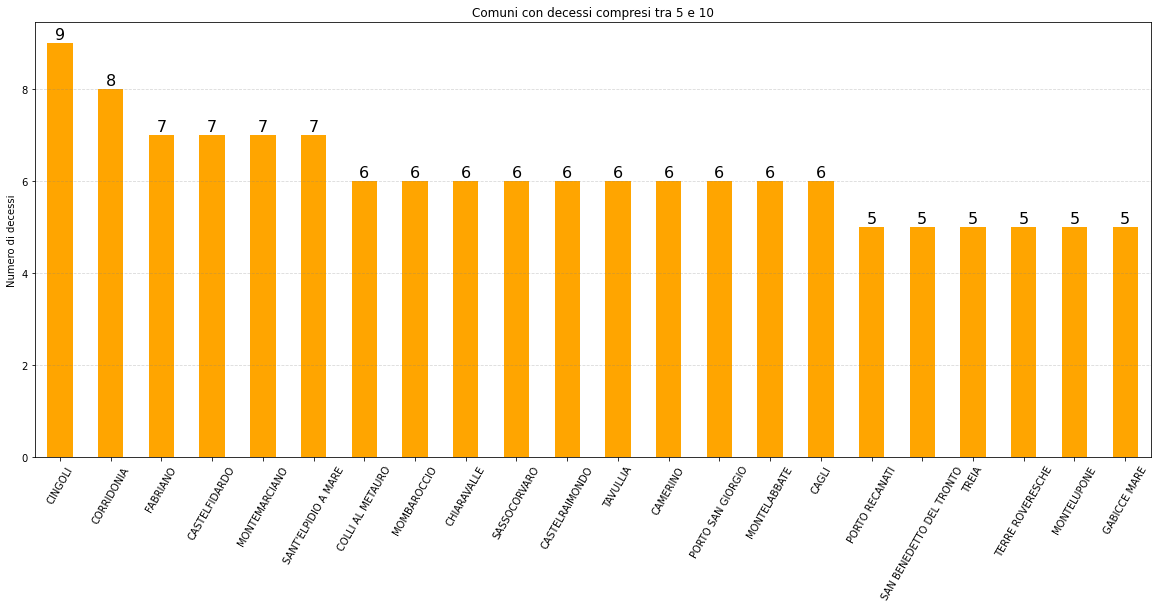 Comuni con decessi compresi tra 5 e 10
Numero di decessi
8
6
4
2
0
9
8
7
7
7
7
6
6
6
6
6
6
6
6
6
6
5
5
5
5
5
5
CINGOLI
CORRIDONIA
FABRIANO
CASTELFIDARDO
MONTEMARCIANO
SANT'ELPIDIO A MARE
COLLI AL METAURO
MOMBAROCCIO
CHIARAVALLE
SASSOCORVARO
CASTELRAIMONDO
TAVULLIA
CAMERINO
PORTO SAN GIORGIO
MONTELABBATE
CAGLI
PORTO RECANATI
SAN BENEDETTO DEL TRONTO
TREIA
TERRE ROVERESCHE
MONTELUPONE
GABICCE MARE